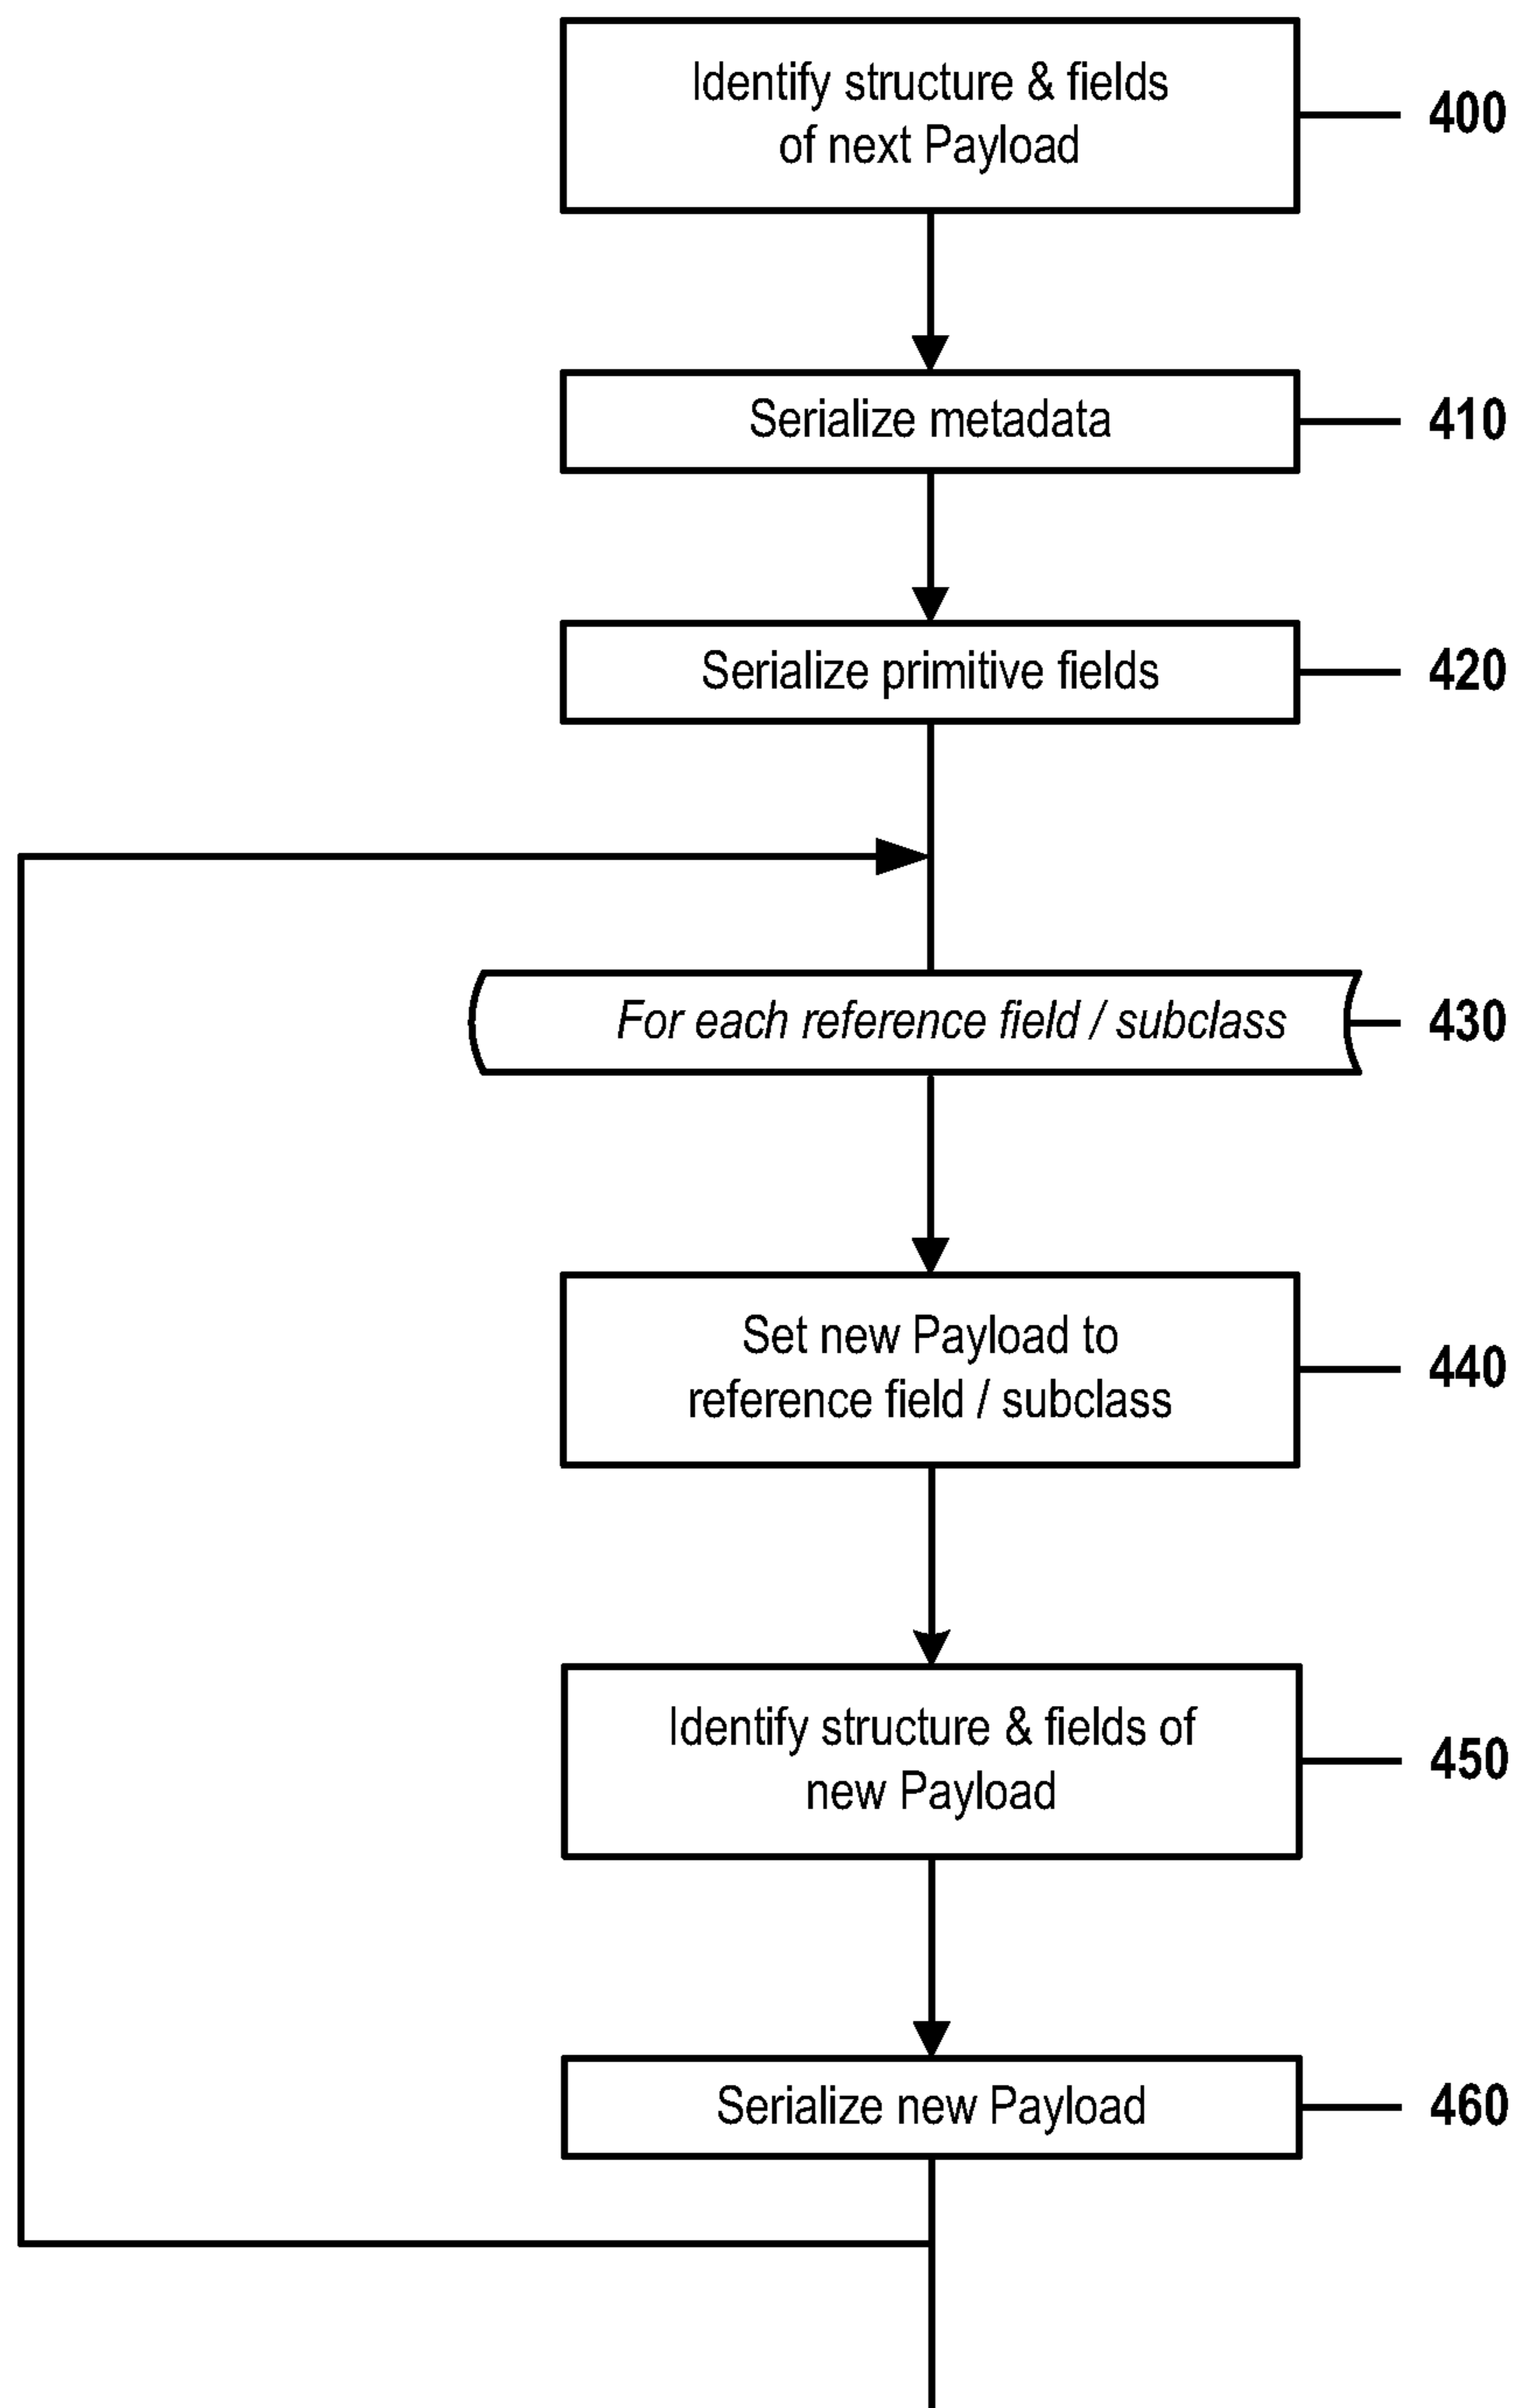 Identify structure & fields
of next Payload
400
Serialize metadata
410
Serialize primitive fields
420
For each reference field / subclass
430
Set new Payload to
reference field / subclass
440
Identify structure & fields of
new Payload
450
Serialize new Payload
460